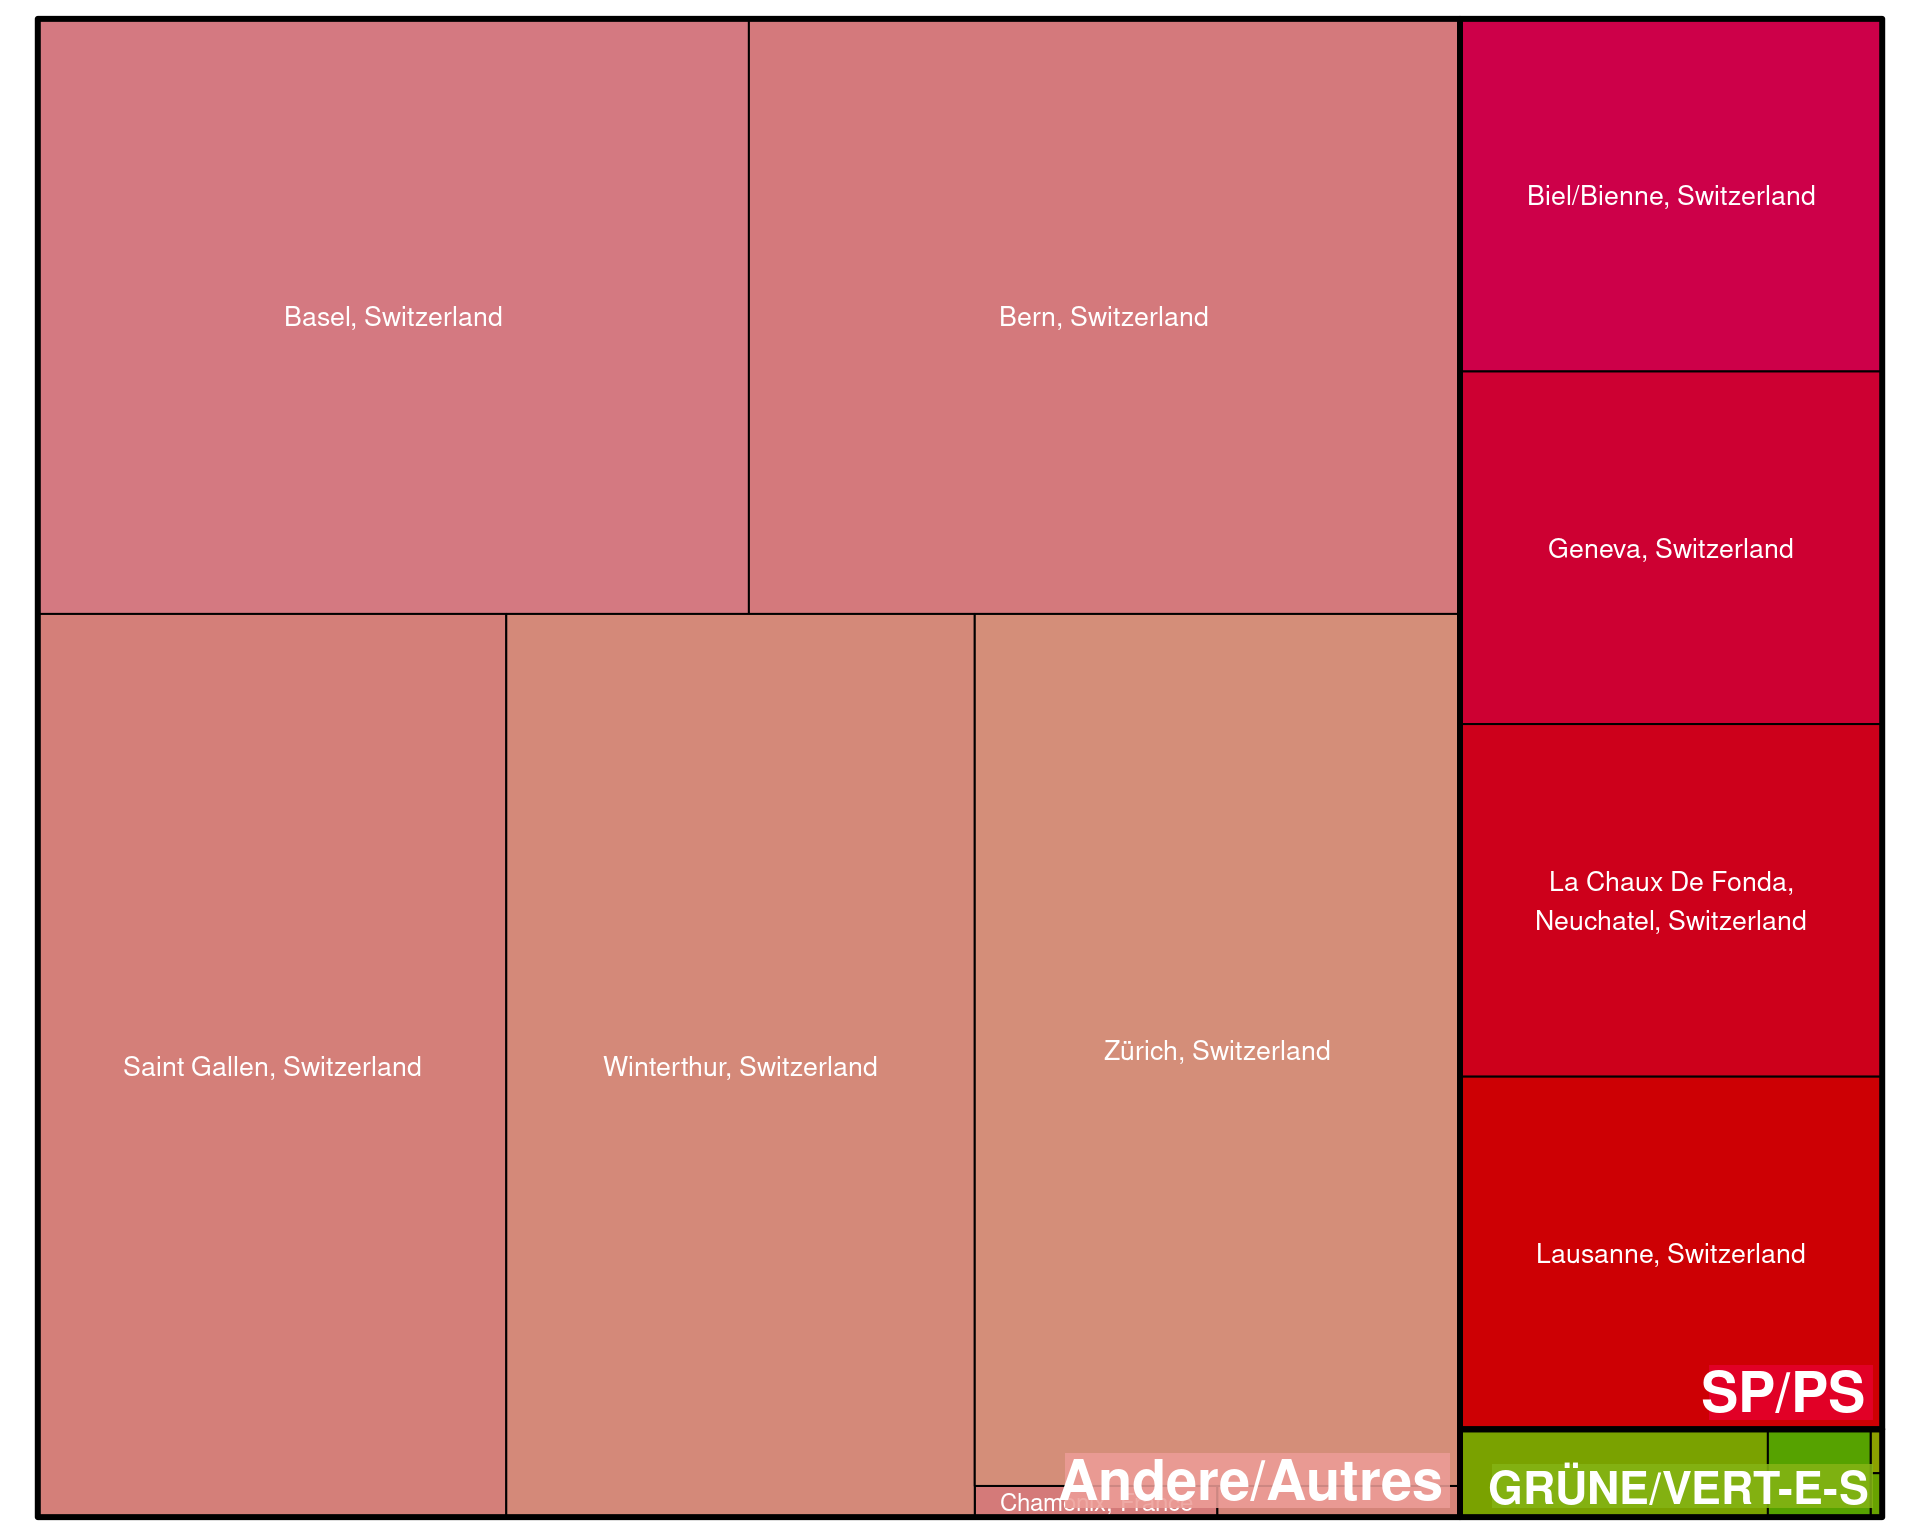 Basel, Switzerland
Bern, Switzerland
Biel/Bienne, Switzerland
Geneva, Switzerland
La Chaux De Fonda,
Neuchatel, Switzerland
Saint Gallen, Switzerland
Winterthur, Switzerland
Zürich, Switzerland
Lausanne, Switzerland
SP/PS
Andere/Autres
Chamonix, France
GRÜNE/VERT-E-S